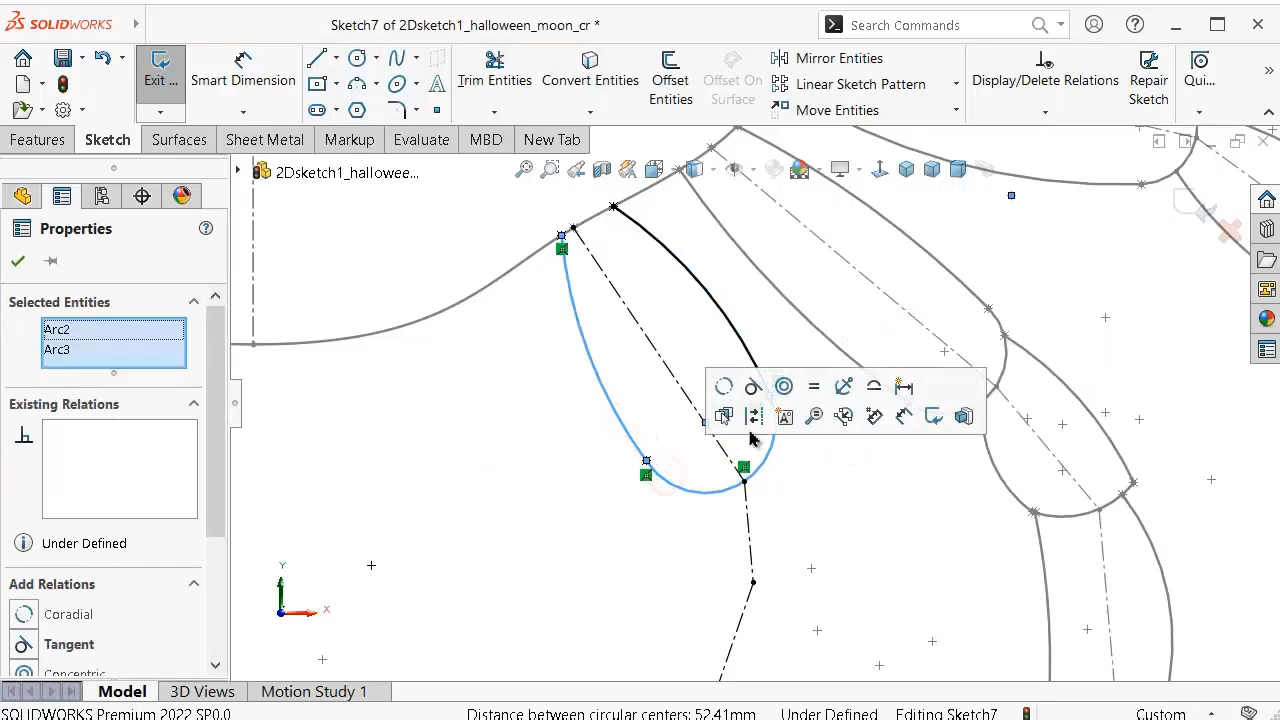 SOLIDWORKS
Sketch7 of 2Dsketch1_halloween_moon_cr *
Search Commands
Exit ...
Smart Dimension
Trim Entities
Convert Entities
Offset Entities
Offset On Surface
Mirror Entities
Linear Sketch Pattern
Move Entities
Display/Delete Relations
Repair Sketch
Qui...
Features
Sketch
Surfaces
Sheet Metal
Markup
Evaluate
MBD
New Tab
2Dsketch1_hallowee...
Properties
Selected Entities
Arc2
Arc3
Existing Relations
Under Defined
Add Relations
Coradial
Tangent
Concentric
Y
X
Model
3D Views
Motion Study 1
SOLIDWORKS Premium 2022 SP0.0
Distance between circular centers: 52.41mm
Under Defined
Editing Sketch7
Custom